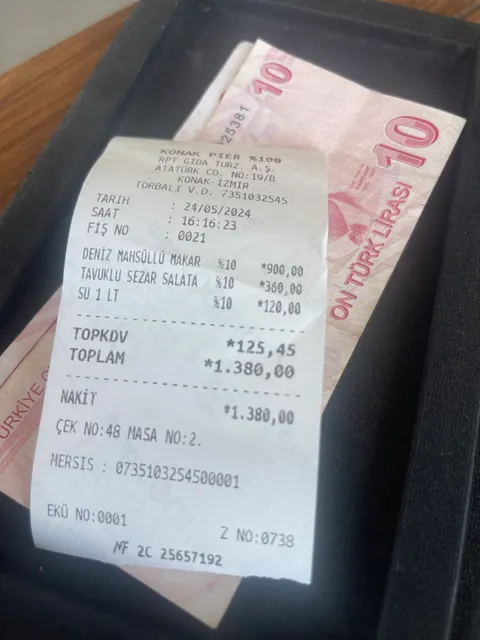 KONAK PIER %100
RPT GIDA TURZ. A.Ş.
ATATÜRK CD. NO:19/B
KONAK-İZMİR
TORBALI V.D. 7351032545
TARİH : 24/05/2024
SAAT : 16:16:23
FİŞ NO : 0021
DENİZ MAHSÜLLÜ MAKAR %10 *900,00
TAVUKLU SEZAR SALATA %10 *360,00
SU 1 LT %10 *120,00
TOPKDV *125,45
TOPLAM *1.380,00
NAKİT *1.380,00
ÇEK NO:48 MASA NO:2.
MERSIS : 0735103254500001
EKÜ NO:0001 Z NO:0738
MF 2C 25657192
10
25381
10
ON TÜRK LİRASI